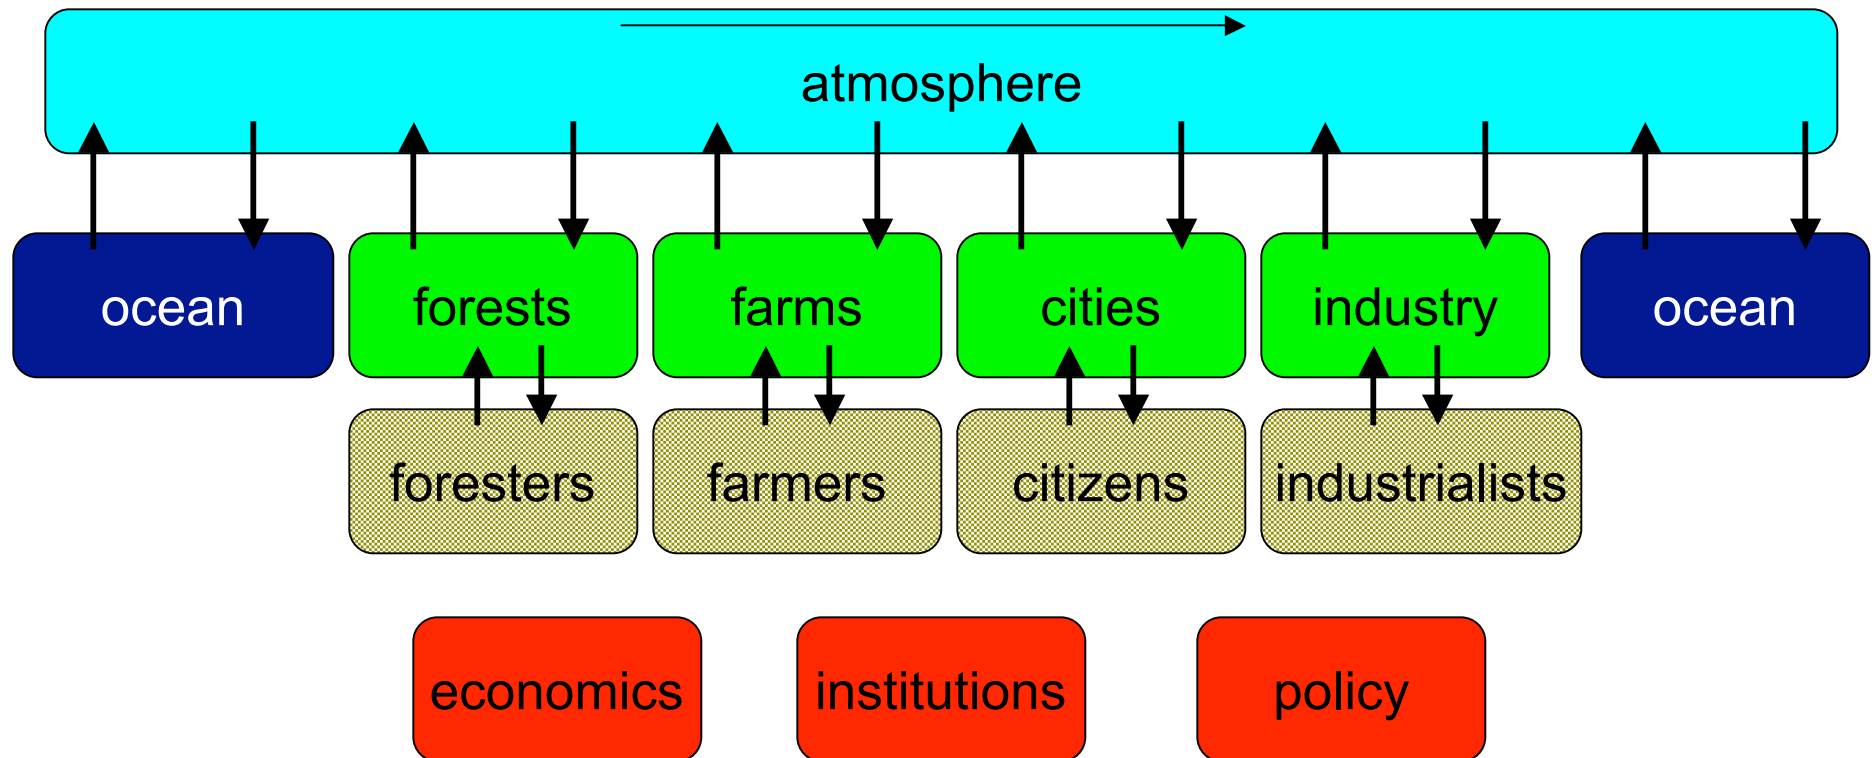 atmosphere
ocean
forests
farms
cities
industry
ocean
foresters
farmers
citizens
industrialists
economics
institutions
policy